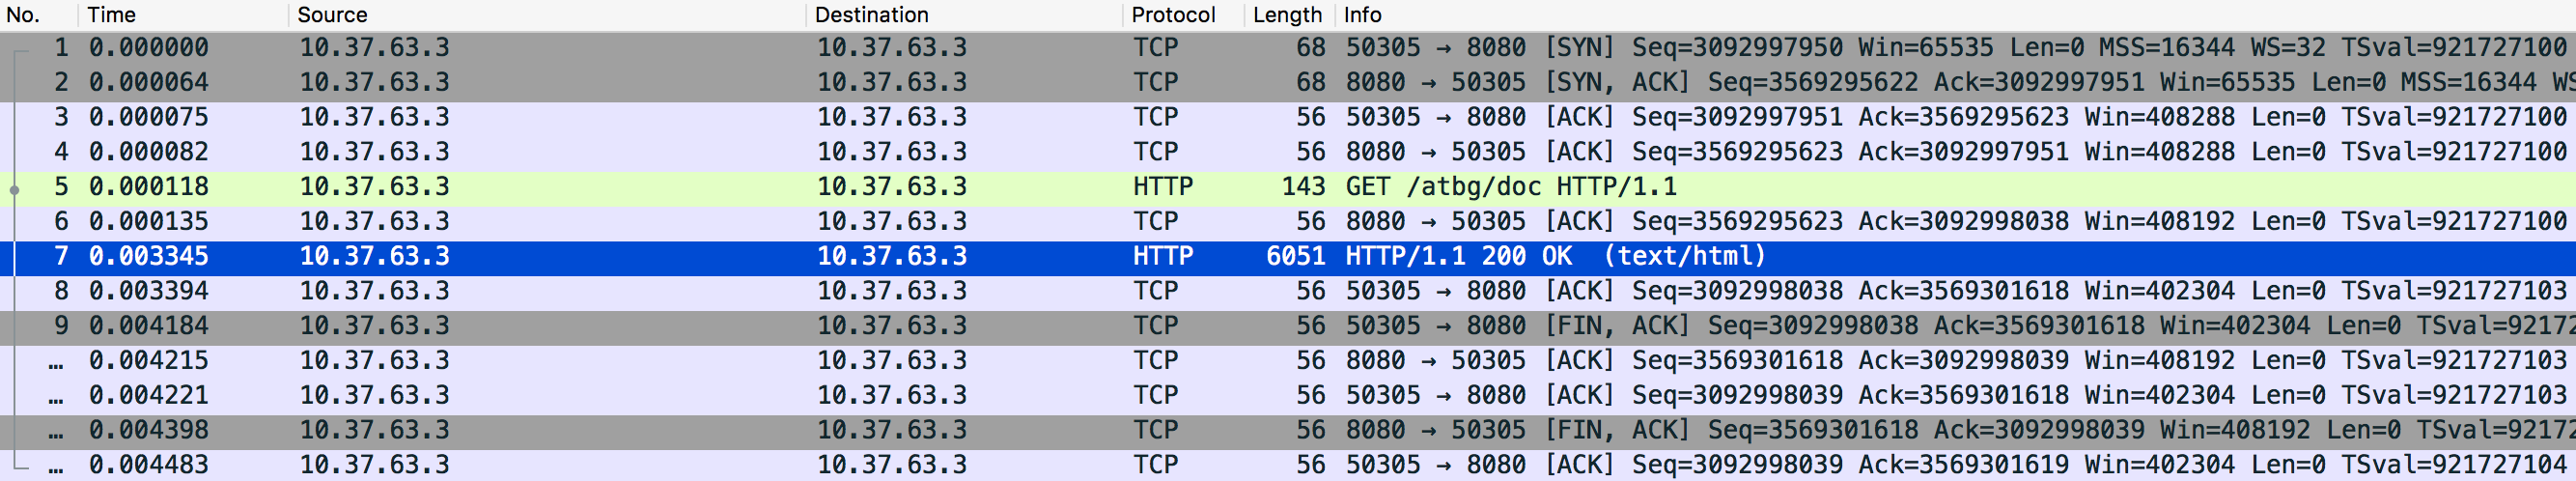 No. Time Source Destination Protocol Length Info
1 0.000000 10.37.63.3 10.37.63.3 TCP 68 50305 → 8080 [SYN] Seq=3092997950 Win=65535 Len=0 MSS=16344 WS=32 TSval=921727100
2 0.000064 10.37.63.3 10.37.63.3 TCP 68 8080 → 50305 [SYN, ACK] Seq=3569295622 Ack=3092997951 Win=65535 Len=0 MSS=16344 WS
3 0.000075 10.37.63.3 10.37.63.3 TCP 56 50305 → 8080 [ACK] Seq=3092997951 Ack=3569295623 Win=408288 Len=0 TSval=921727100
4 0.000082 10.37.63.3 10.37.63.3 TCP 56 8080 → 50305 [ACK] Seq=3569295623 Ack=3092997951 Win=408288 Len=0 TSval=921727100
5 0.000118 10.37.63.3 10.37.63.3 HTTP 143 GET /atbg/doc HTTP/1.1
6 0.000135 10.37.63.3 10.37.63.3 TCP 56 8080 → 50305 [ACK] Seq=3569295623 Ack=3092998038 Win=408192 Len=0 TSval=921727100
7 0.003345 10.37.63.3 10.37.63.3 HTTP 6051 HTTP/1.1 200 OK (text/html)
8 0.003394 10.37.63.3 10.37.63.3 TCP 56 50305 → 8080 [ACK] Seq=3092998038 Ack=3569301618 Win=402304 Len=0 TSval=921727103
9 0.004184 10.37.63.3 10.37.63.3 TCP 56 50305 → 8080 [FIN, ACK] Seq=3092998038 Ack=3569301618 Win=402304 Len=0 TSval=92172
… 0.004215 10.37.63.3 10.37.63.3 TCP 56 8080 → 50305 [ACK] Seq=3569301618 Ack=3092998039 Win=408192 Len=0 TSval=921727103
… 0.004221 10.37.63.3 10.37.63.3 TCP 56 50305 → 8080 [ACK] Seq=3092998039 Ack=3569301618 Win=402304 Len=0 TSval=921727103
… 0.004398 10.37.63.3 10.37.63.3 TCP 56 8080 → 50305 [FIN, ACK] Seq=3569301618 Ack=3092998039 Win=408192 Len=0 TSval=92172
… 0.004483 10.37.63.3 10.37.63.3 TCP 56 50305 → 8080 [ACK] Seq=3092998039 Ack=3569301619 Win=402304 Len=0 TSval=921727104